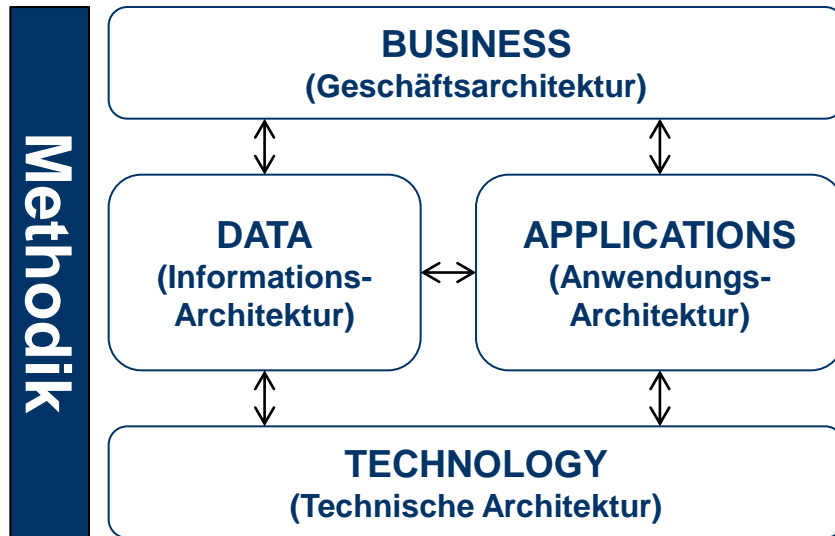 Methodik
BUSINESS
(Geschäftsarchitektur)
DATA
(Informations-
Architektur)
APPLICATIONS
(Anwendungs-
Architektur)
TECHNOLOGY
(Technische Architektur)